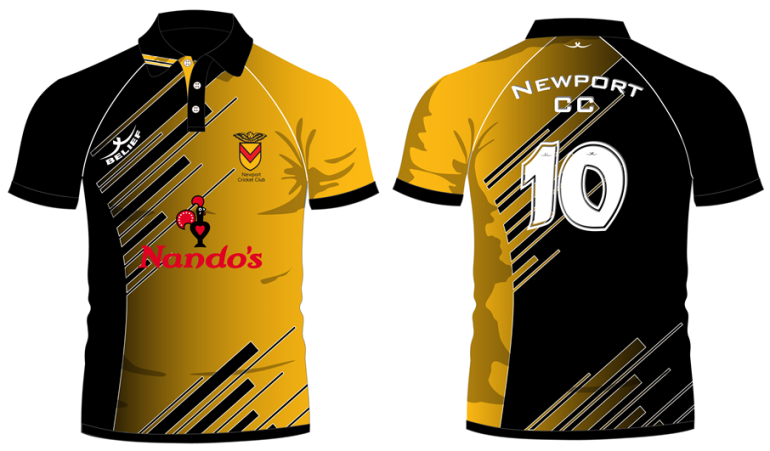 BELIEF
Newport
Cricket Club
Nando's
Newport
CC
10